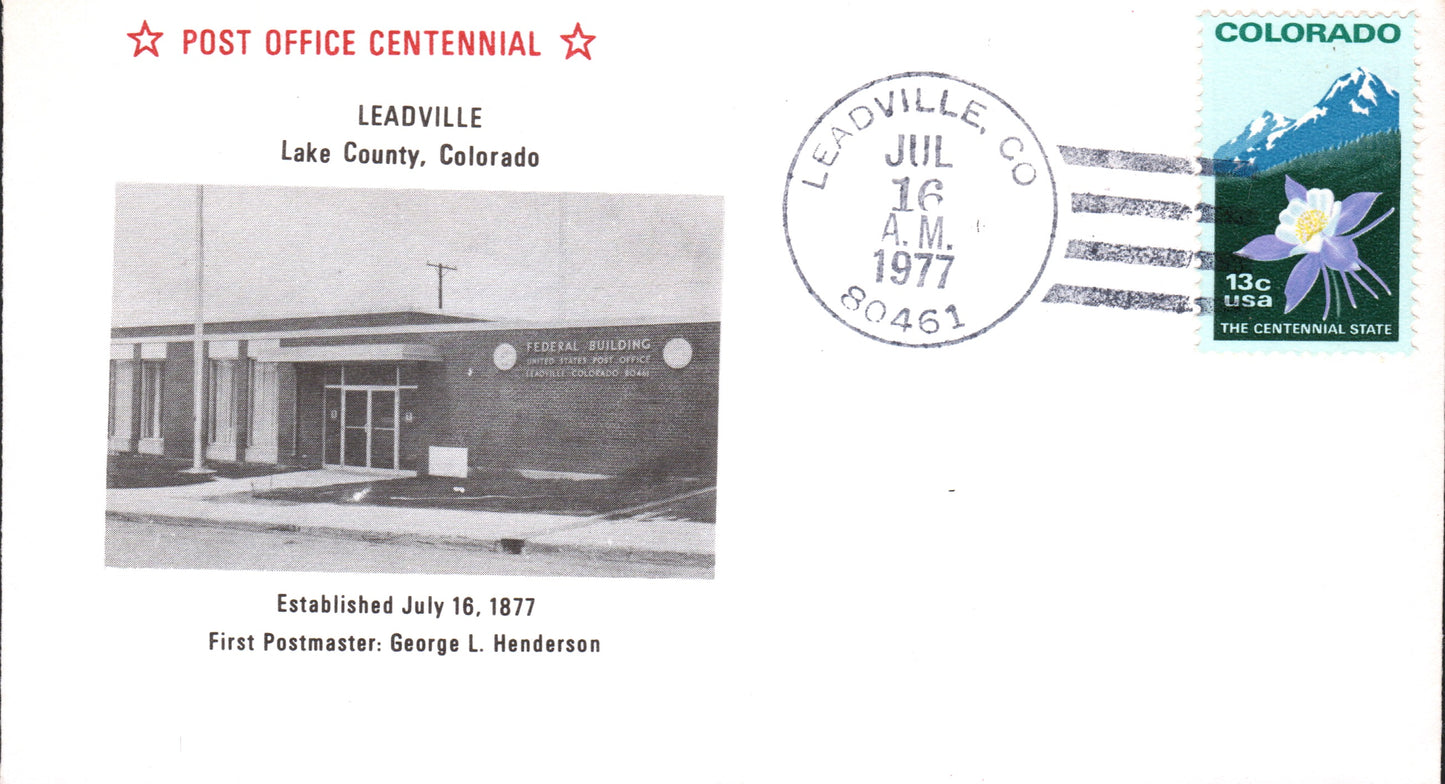 ☆ POST OFFICE CENTENNIAL ☆
LEADVILLE
Lake County, Colorado
FEDERAL BUILDING
UNITED STATES POST OFFICE
LEADVILLE COLORADO 80461
Established July 16, 1877
First Postmaster: George L. Henderson
LEADVILLE, CO
JUL
16
A.M.
1977
80461
COLORADO
13c
usa
THE CENTENNIAL STATE